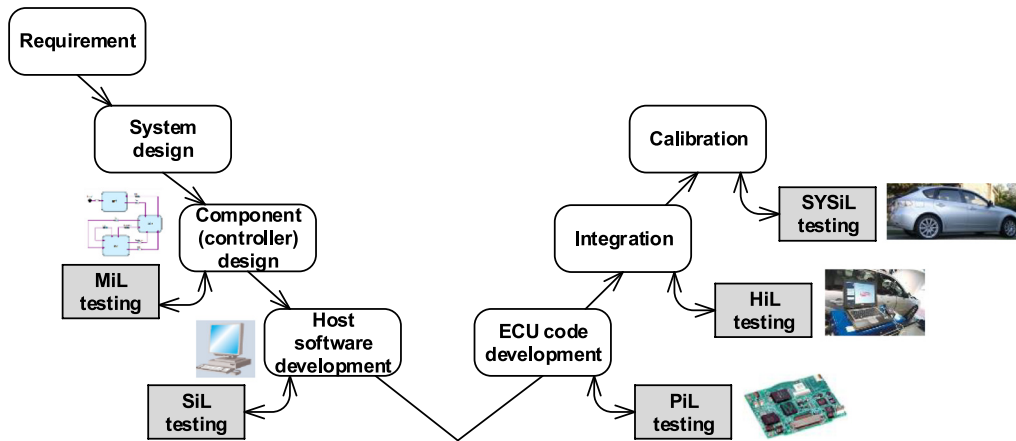 Requirement
System
design
Component
(controller)
design
MiL
testing
Host
software
development
SiL
testing
Calibration
SYSiL
testing
Integration
HiL
testing
ECU code
development
PiL
testing